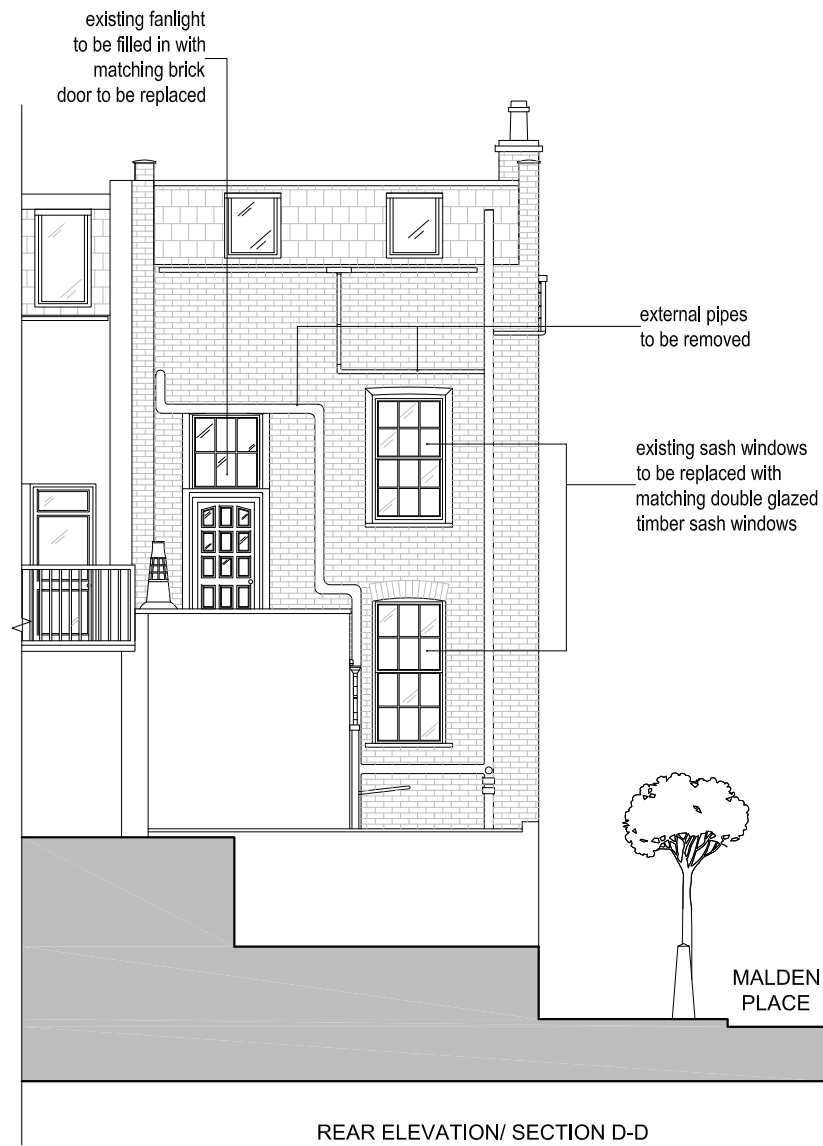 existing fanlight
to be filled in with
matching brick
door to be replaced
external pipes
to be removed
existing sash windows
to be replaced with
matching double glazed
timber sash windows
MALDEN
PLACE
REAR ELEVATION/ SECTION D-D